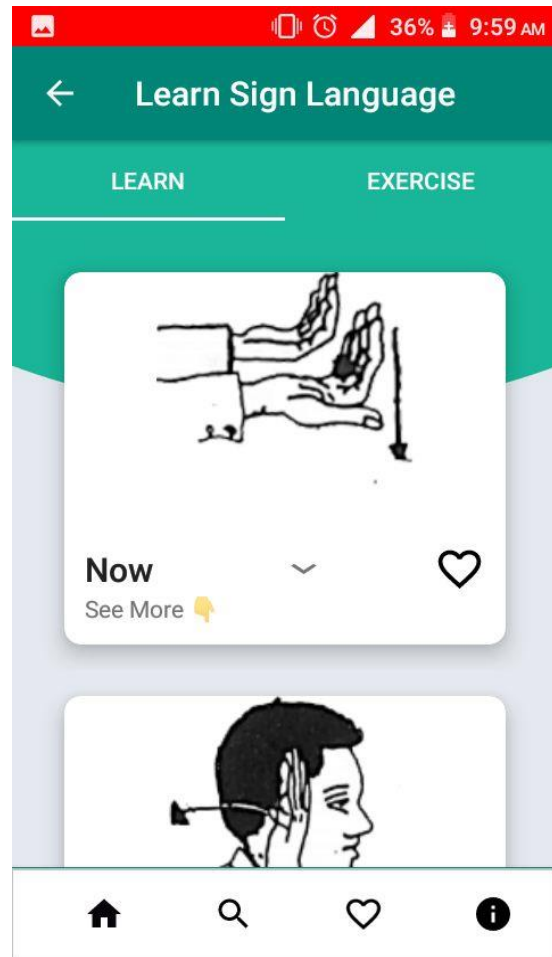 36% 9:59 AM
Learn Sign Language
LEARN EXERCISE
Now
See More 👇